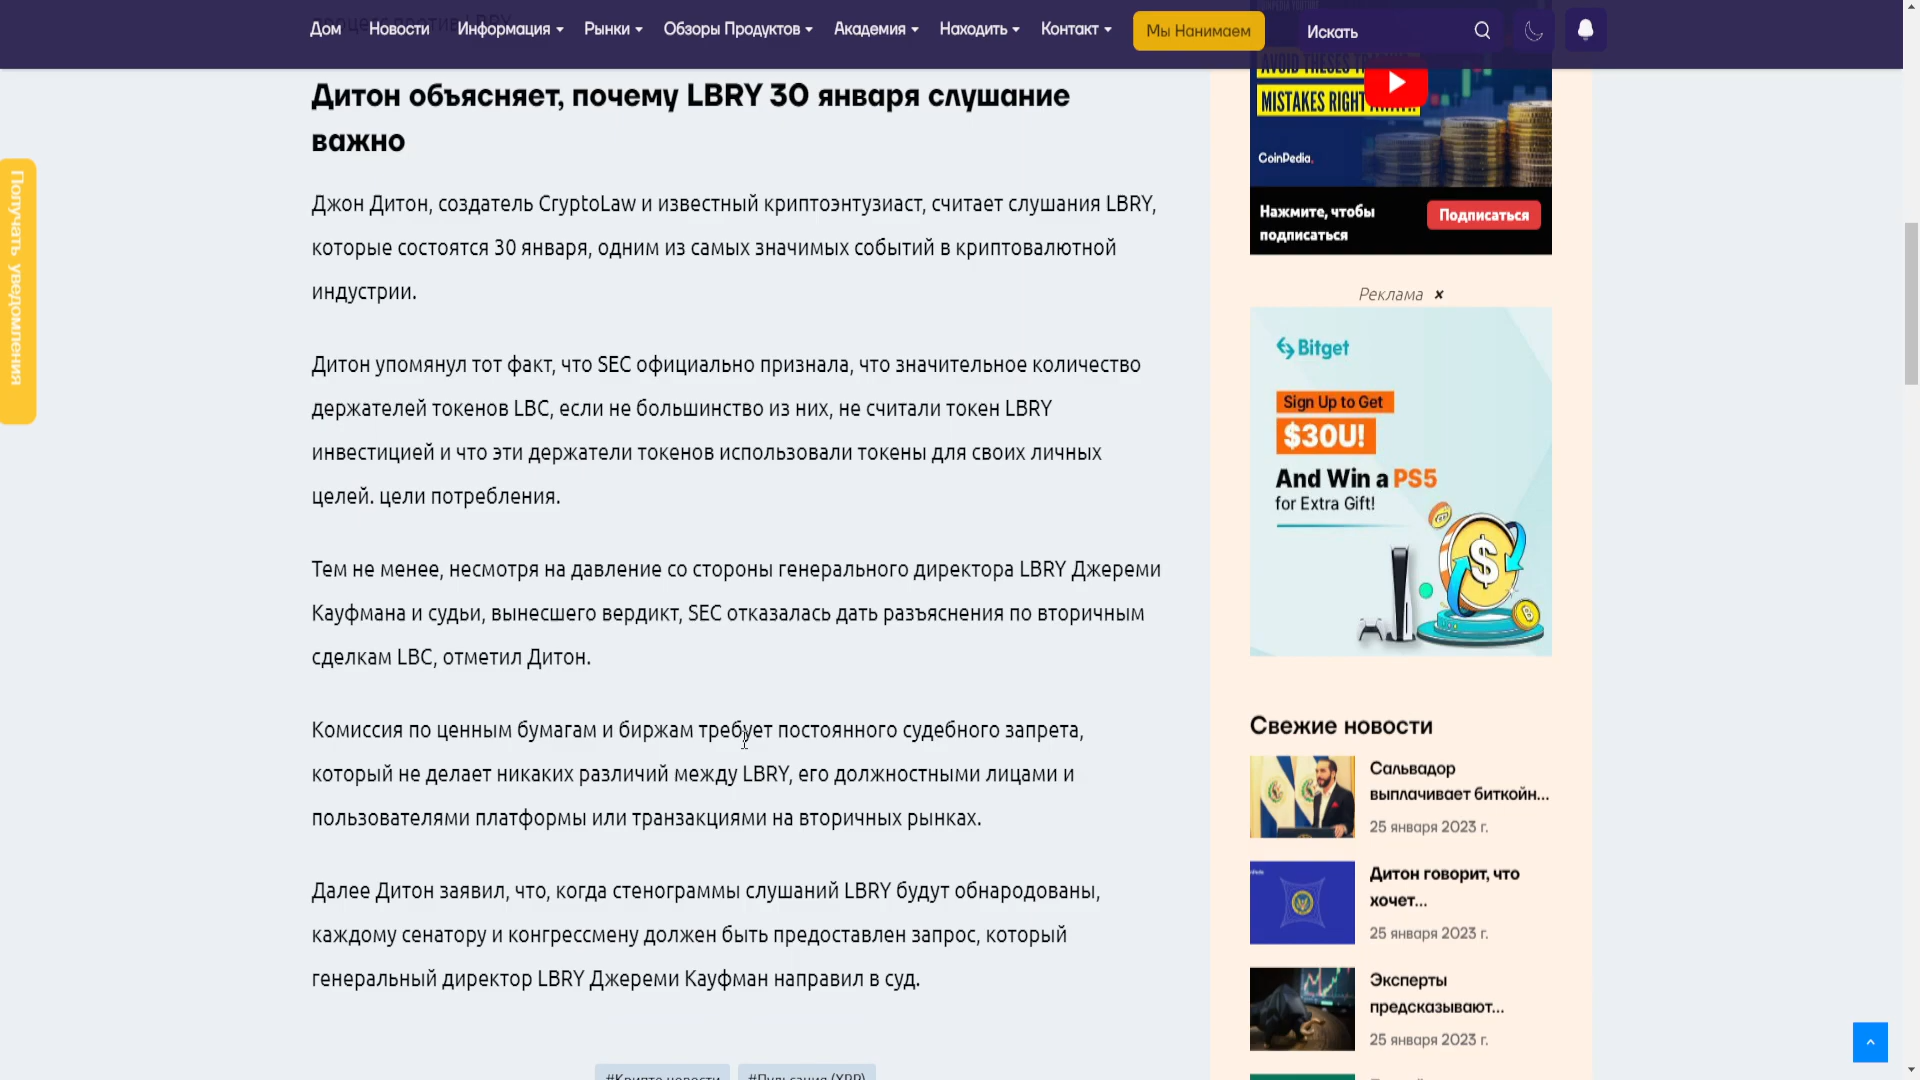 Дом
Новости
Информация
Рынки
Обзоры Продуктов
Академия
Находить
Контакт
Мы Нанимаем
Искать
Получать уведомления
Дитон объясняет, почему LBRY 30 января слушание
важно
Джон Дитон, создатель CryptoLaw и известный криптоэнтузиаст, считает слушания LBRY,
которые состоятся 30 января, одним из самых значимых событий в криптовалютной
индустрии.
Дитон упомянул тот факт, что SEC официально признала, что значительное количество
держателей токенов LBC, если не большинство из них, не считали токен LBRY
инвестицией и что эти держатели токенов использовали токены для своих личных
целей. цели потребления.
Тем не менее, несмотря на давление со стороны генерального директора LBRY Джереми
Кауфмана и судьи, вынесшего вердикт, SEC отказалась дать разъяснения по вторичным
сделкам LBC, отметил Дитон.
Комиссия по ценным бумагам и биржам требует постоянного судебного запрета,
который не делает никаких различий между LBRY, его должностными лицами и
пользователями платформы или транзакциями на вторичных рынках.
Далее Дитон заявил, что, когда стенограммы слушаний LBRY будут обнародованы,
каждому сенатору и конгрессмену должен быть предоставлен запрос, который
генеральный директор LBRY Джереми Кауфман направил в суд.
#Крипто новости
#Пульсация (XRP)
AVOID THESES
MISTAKES RIGHT
CoinPedia.
Нажмите, чтобы
подписаться
Подписаться
Реклама x
Bitget
Sign Up to Get
$30U!
And Win a PS5
for Extra Gift!
Свежие новости
Сальвадор
выплачивает биткойн...
25 января 2023 г.
Дитон говорит, что
хочет...
25 января 2023 г.
Эксперты
предсказывают...
25 января 2023 г.